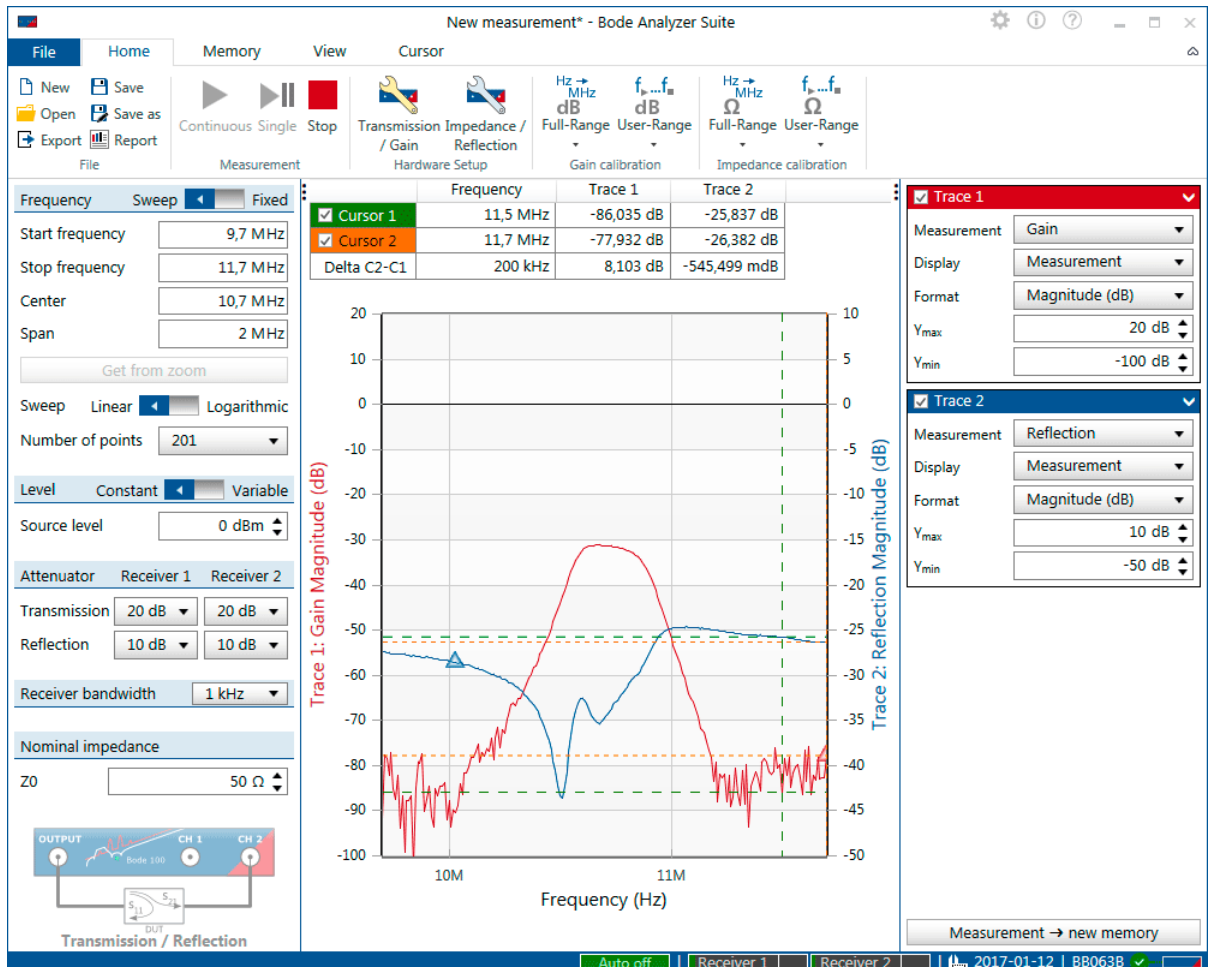 New measurement* - Bode Analyzer Suite
File Home Memory View Cursor
New Save
Open Save as
Export Report
File
Continuous Single Stop
Measurement
Transmission / Gain
Impedance / Reflection
Hardware Setup
Hz → MHz dB Full-Range
f...f dB User-Range
Gain calibration
Hz → MHz Ω Full-Range
f...f Ω User-Range
Impedance calibration
Frequency Sweep Fixed
Start frequency 9,7 MHz
Stop frequency 11,7 MHz
Center 10,7 MHz
Span 2 MHz
Get from zoom
Sweep Linear Logarithmic
Number of points 201
Level Constant Variable
Source level 0 dBm
Attenuator Receiver 1 Receiver 2
Transmission 20 dB 20 dB
Reflection 10 dB 10 dB
Receiver bandwidth 1 kHz
Nominal impedance
Z0 50 Ω
OUTPUT CH 1 CH 2
Bode 100
S11 S21
DUT
Transmission / Reflection
Frequency Trace 1 Trace 2
Cursor 1 11,5 MHz -86,035 dB -25,837 dB
Cursor 2 11,7 MHz -77,932 dB -26,382 dB
Delta C2-C1 200 kHz 8,103 dB -545,499 mdB
Trace 1: Gain Magnitude (dB)
20
10
0
-10
-20
-30
-40
-50
-60
-70
-80
-90
-100
10
5
0
-5
-10
-15
-20
-25
-30
-35
-40
-45
-50
Trace 2: Reflection Magnitude (dB)
10M 11M
Frequency (Hz)
Trace 1
Measurement Gain
Display Measurement
Format Magnitude (dB)
Ymax 20 dB
Ymin -100 dB
Trace 2
Measurement Reflection
Display Measurement
Format Magnitude (dB)
Ymax 10 dB
Ymin -50 dB
Measurement → new memory
Auto off | Receiver 1 Receiver 2 | 2017-01-12 | BB063B